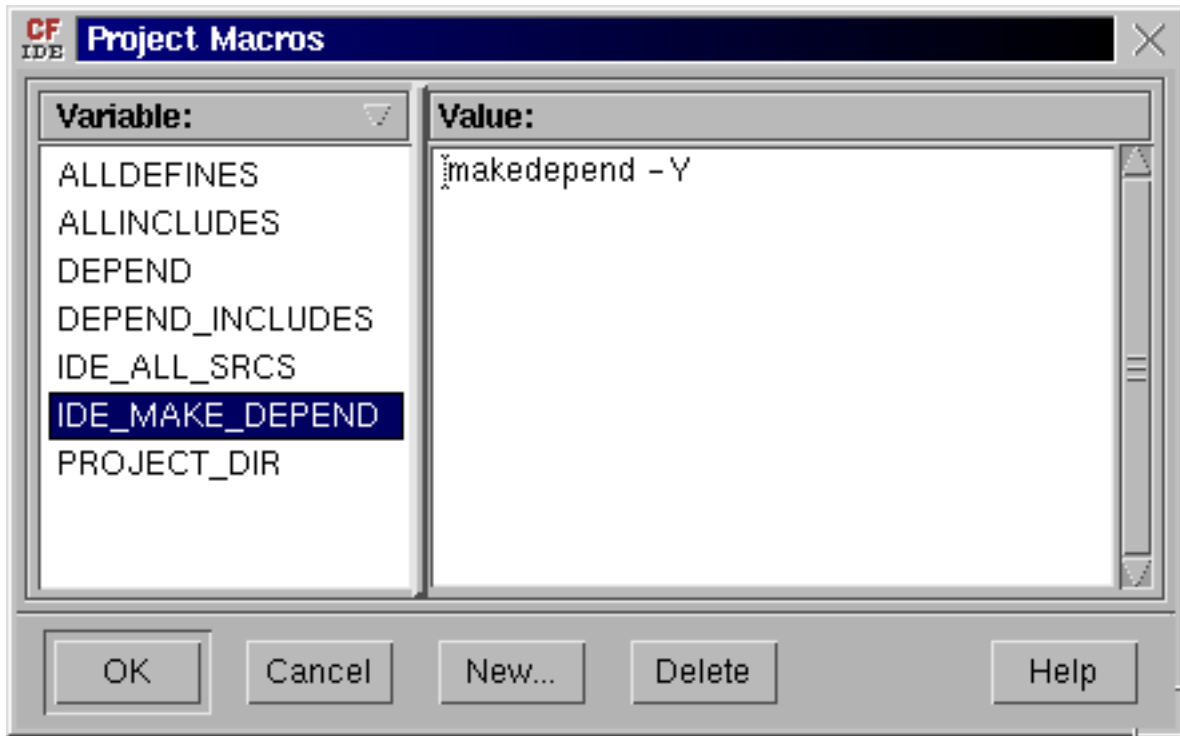 CF
IDE
Project Macros
Variable:
Value:
ALLDEFINES
ALLINCLUDES
DEPEND
DEPEND_INCLUDES
IDE_ALL_SRCS
IDE_MAKE_DEPEND
PROJECT_DIR
makedepend -Y
OK
Cancel
New...
Delete
Help